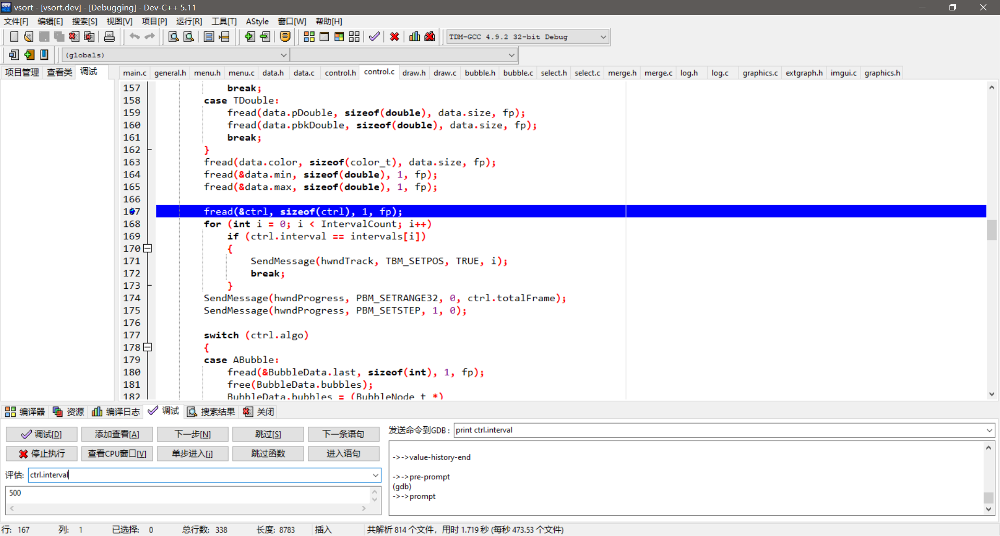 vsort - [vsort.dev] - [Debugging] - Dev-C++ 5.11
文件[F] 编辑[E] 搜索[S] 视图[V] 项目[P] 运行[R] 工具[T] AStyle 窗口[W] 帮助[H]
TDM-GCC 4.9.2 32-bit Debug
(globals)
项目管理 查看类 调试
main.c general.h menu.h menu.c data.h data.c control.h control.c draw.h draw.c bubble.h bubble.c select.h select.c merge.h merge.c log.h log.c graphics.c extgraph.h imgui.c graphics.h
157 break;
158 case TDouble:
159 fread(data.pDouble, sizeof(double), data.size, fp);
160 fread(data.pbkDouble, sizeof(double), data.size, fp);
161 break;
162 }
163 fread(data.color, sizeof(color_t), data.size, fp);
164 fread(&data.min, sizeof(double), 1, fp);
165 fread(&data.max, sizeof(double), 1, fp);
166
167 fread(&ctrl, sizeof(ctrl), 1, fp);
168 for (int i = 0; i < IntervalCount; i++)
169 if (ctrl.interval == intervals[i])
170 {
171 SendMessage(hwndTrack, TBM_SETPOS, TRUE, i);
172 break;
173 }
174 SendMessage(hwndProgress, PBM_SETRANGE32, 0, ctrl.totalFrame);
175 SendMessage(hwndProgress, PBM_SETSTEP, 1, 0);
176
177 switch (ctrl.algo)
178 {
179 case ABubble:
180 fread(&BubbleData.last, sizeof(int), 1, fp);
181 free(BubbleData.bubbles);
182 BubbleData.bubbles = (BubbleNode_t *)
编译器 资源 编译日志 调试 搜索结果 关闭
调试[D] 添加查看[A] 下一步[N] 跳过[S] 下一条语句
停止执行 查看CPU窗口[V] 单步进入[i] 跳过函数 进入语句
评估: ctrl.interval
500
发送命令到GDB: print ctrl.interval
->->value-history-end
->->pre-prompt
(gdb)
->->prompt
行: 167 列: 1 已选择: 0 总行数: 338 长度: 8783 插入 共解析 814 个文件，用时 1.719 秒 (每秒 473.53 个文件)